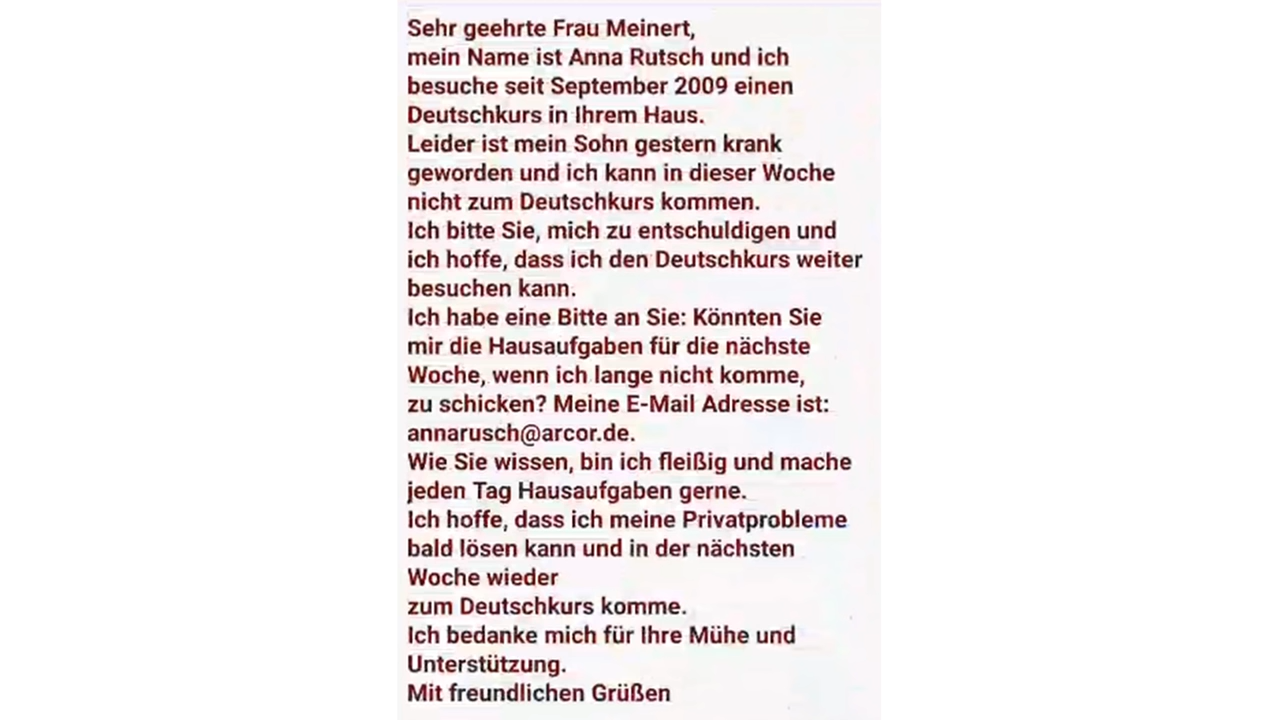 Sehr geehrte Frau Meinert,
mein Name ist Anna Rutsch und ich
besuche seit September 2009 einen
Deutschkurs in Ihrem Haus.
Leider ist mein Sohn gestern krank
geworden und ich kann in dieser Woche
nicht zum Deutschkurs kommen.
Ich bitte Sie, mich zu entschuldigen und
ich hoffe, dass ich den Deutschkurs weiter
besuchen kann.
Ich habe eine Bitte an Sie: Könnten Sie
mir die Hausaufgaben für die nächste
Woche, wenn ich lange nicht komme,
zu schicken? Meine E-Mail Adresse ist:
annarusch@arcor.de.
Wie Sie wissen, bin ich fleißig und mache
jeden Tag Hausaufgaben gerne.
Ich hoffe, dass ich meine Privatprobleme
bald lösen kann und in der nächsten
Woche wieder
zum Deutschkurs komme.
Ich bedanke mich für Ihre Mühe und
Unterstützung.
Mit freundlichen Grüßen